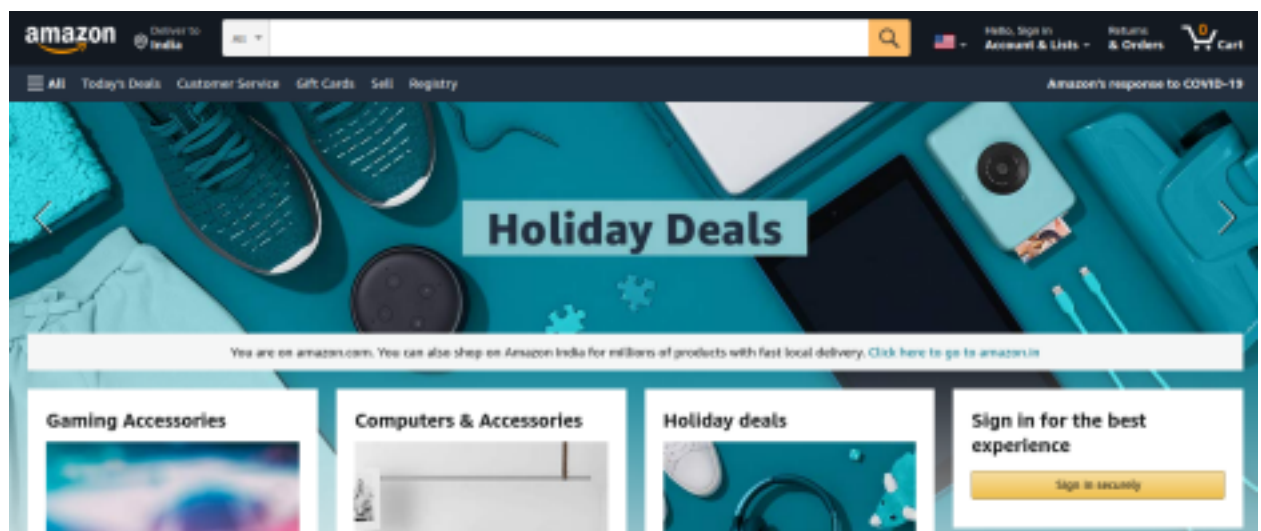 amazon
Deliver to
India
All
Hello, Sign in
Account & Lists
Returns
& Orders
0
Cart
All Today's Deals Customer Service Gift Cards Sell Registry
Amazon's response to COVID-19
Holiday Deals
You are on amazon.com. You can also shop on Amazon India for millions of products with fast local delivery. Click here to go to amazon.in
Gaming Accessories
Computers & Accessories
Holiday deals
Sign in for the best
experience
Sign in securely